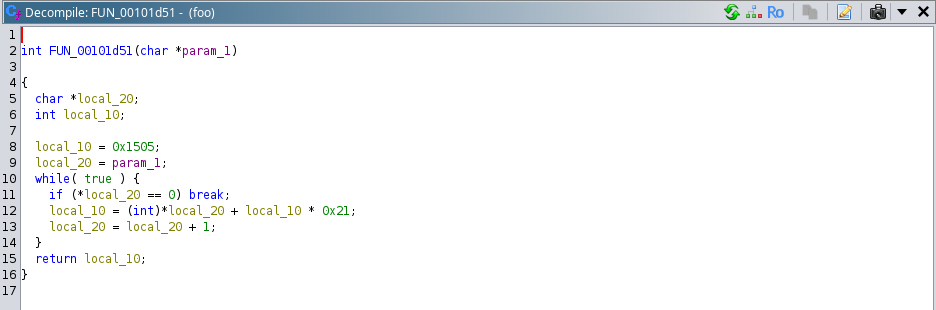 Decompile: FUN_00101d51 - (foo)
Ro
1
2 int FUN_00101d51(char *param_1)
3
4 {
5 char *local_20;
6 int local_10;
7
8 local_10 = 0x1505;
9 local_20 = param_1;
10 while( true ) {
11 if (*local_20 == 0) break;
12 local_10 = (int)*local_20 + local_10 * 0x21;
13 local_20 = local_20 + 1;
14 }
15 return local_10;
16 }
17